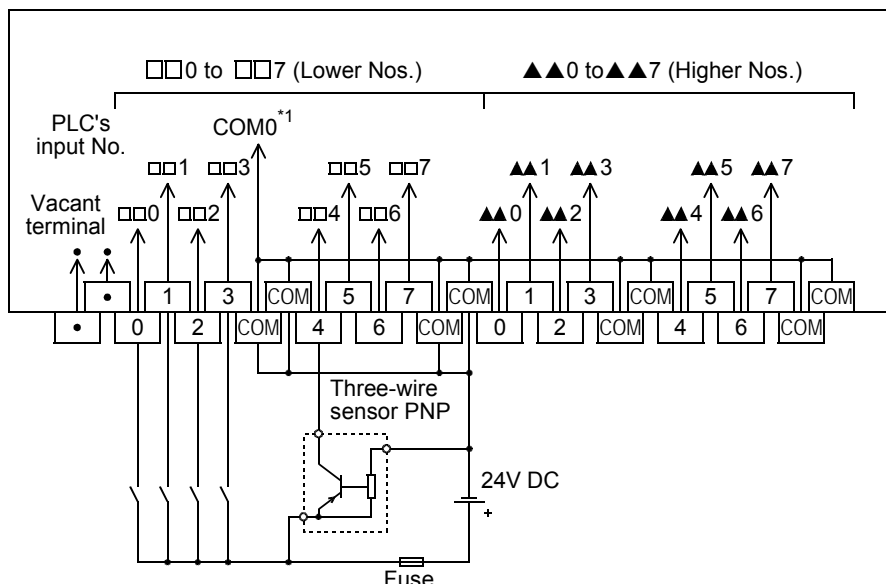 □□0 to □□7 (Lower Nos.) ▲▲0 to ▲▲7 (Higher Nos.)
PLC's
input No.
COM0*1
□□1 □□3 □□5 □□7 ▲▲1 ▲▲3 ▲▲5 ▲▲7
Vacant
terminal
□□0 □□2 □□4 □□6 ▲▲0 ▲▲2 ▲▲4 ▲▲6
• 1 3 COM 5 7 COM 1 3 COM 5 7 COM
• 0 2 COM 4 6 COM 0 2 COM 4 6 COM
Three-wire
sensor PNP
24V DC
+
Fuse